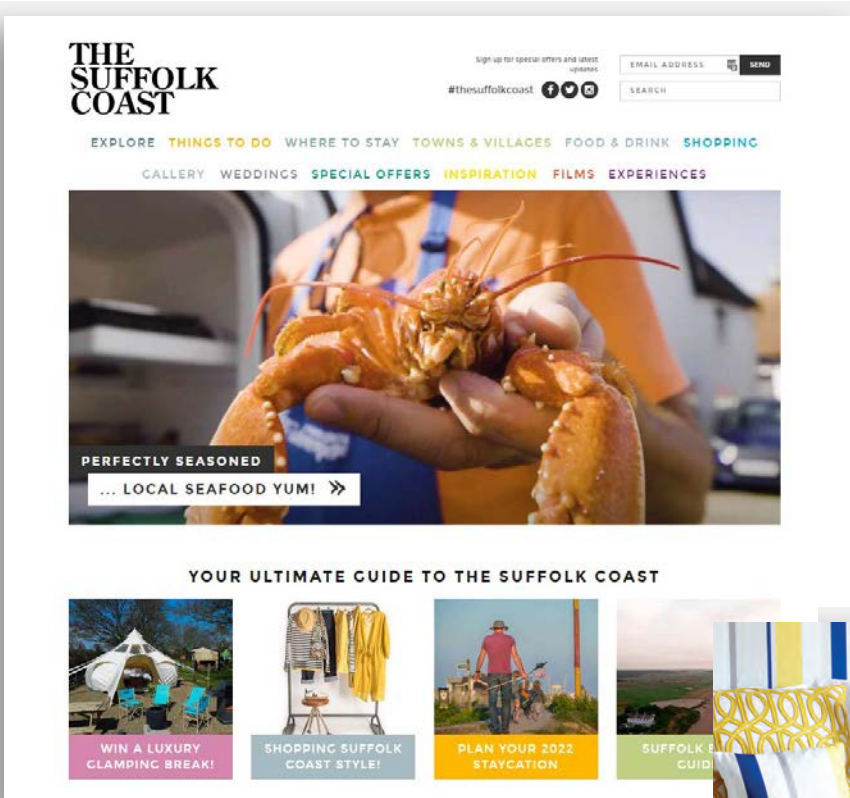 THE
SUFFOLK
COAST
Sign up for special offers and latest
updates
EMAIL ADDRESS
SEND
#thesuffolkcoast
SEARCH
EXPLORE THINGS TO DO WHERE TO STAY TOWNS & VILLAGES FOOD & DRINK SHOPPING
GALLERY WEDDINGS SPECIAL OFFERS INSPIRATION FILMS EXPERIENCES
PERFECTLY SEASONED
... LOCAL SEAFOOD YUM!
YOUR ULTIMATE GUIDE TO THE SUFFOLK COAST
WIN A LUXURY
GLAMPING BREAK!
SHOPPING SUFFOLK
COAST STYLE!
PLAN YOUR 2022
STAYCATION
SUFFOLK